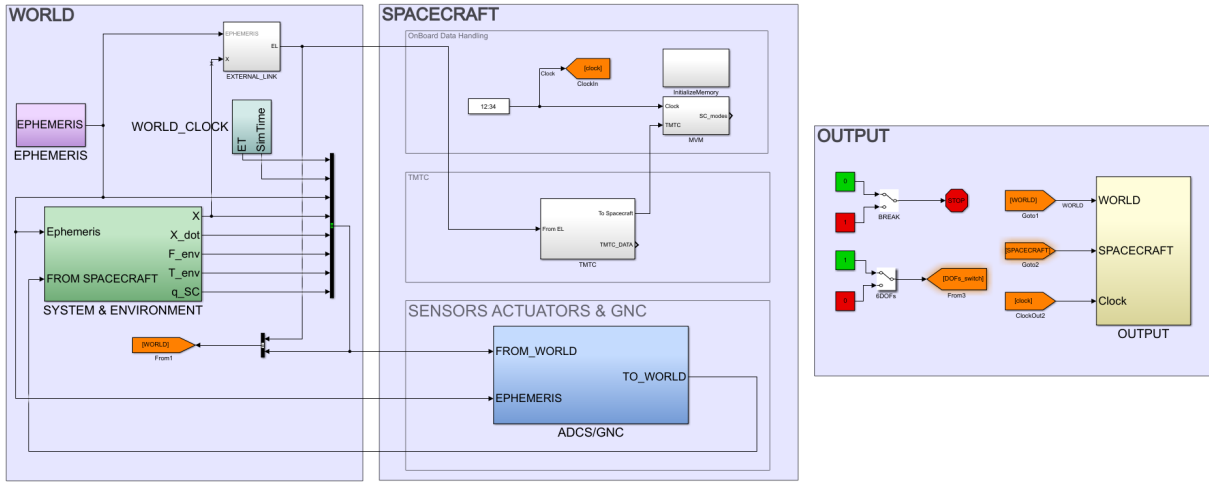 WORLD
EPHEMERIS
X
EL
EXTERNAL_LINK
EPHEMERIS
EPHEMERIS
WORLD_CLOCK
ET
SimTime
Ephemeris
FROM SPACECRAFT
X
X_dot
F_env
T_env
q_SC
SYSTEM & ENVIRONMENT
[WORLD]
From1
SPACECRAFT
OnBoard Data Handling
Clock
[clock]
ClockIn
12:34
InitializeMemory
Clock
TMTC
SC_modes
MVM
TMTC
From EL
To Spacecraft
TMTC_DATA
TMTC
SENSORS ACTUATORS & GNC
FROM_WORLD
EPHEMERIS
TO_WORLD
ADCS/GNC
OUTPUT
0
1
BREAK
STOP
1
0
6DOFs
[DOFs_switch]
From3
[WORLD]
Goto1
WORLD
[SPACECRAFT]
Goto2
[clock]
ClockOut2
WORLD
SPACECRAFT
Clock
OUTPUT